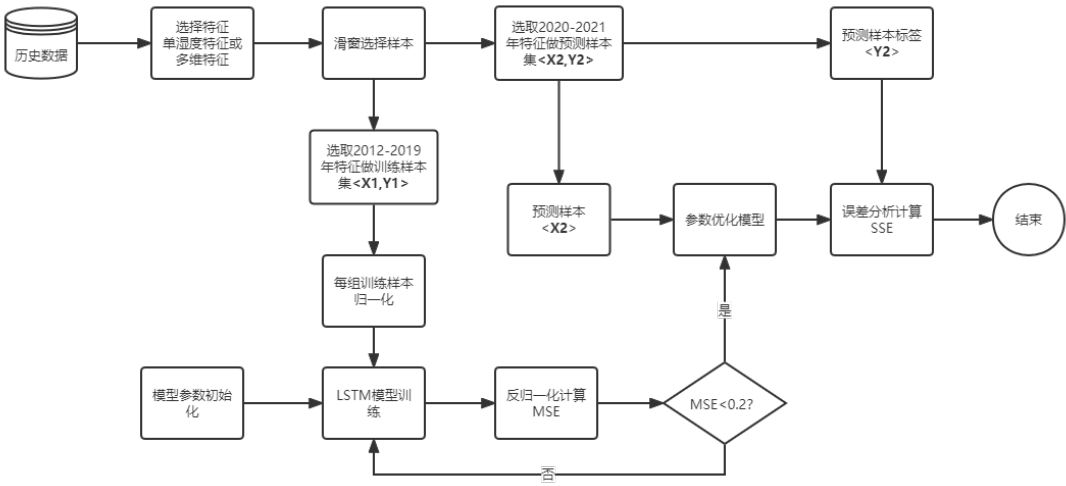 历史数据
选择特征
单湿度特征或
多维特征
滑窗选择样本
选取2020-2021
年特征做预测样本
集<X2,Y2>
预测样本标签
<Y2>
选取2012-2019
年特征做训练样本
集<X1,Y1>
预测样本
<X2>
参数优化模型
误差分析计算
SSE
结束
每组训练样本
归一化
是
模型参数初始
化
LSTM模型训
练
反归一化计算
MSE
MSE<0.2?
否